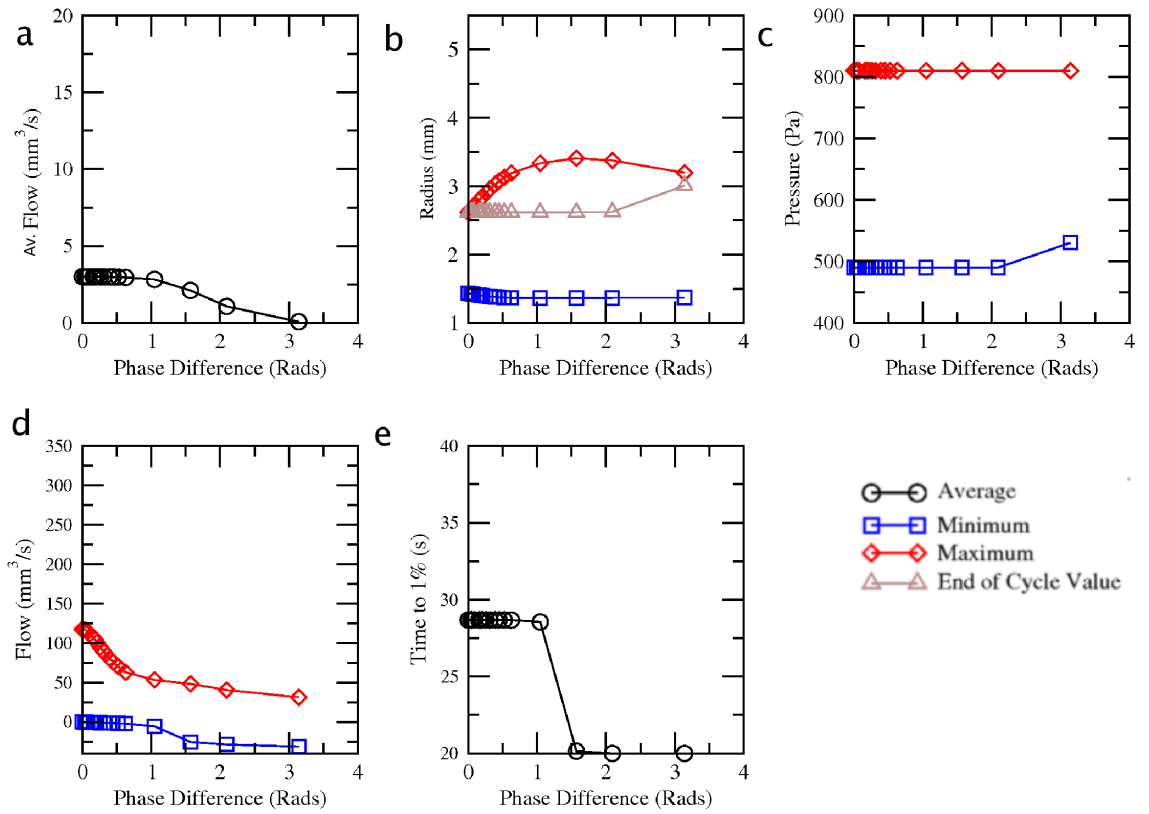 a
20
15
10
5
0
Av. Flow (mm³/s)
0 1 2 3 4
Phase Difference (Rads)
b
5
4
3
2
1
Radius (mm)
0 1 2 3 4
Phase Difference (Rads)
c
900
800
700
600
500
400
Pressure (Pa)
0 1 2 3 4
Phase Difference (Rads)
d
350
300
250
200
150
100
50
0
Flow (mm³/s)
0 1 2 3 4
Phase Difference (Rads)
e
40
35
30
25
20
Time to 1% (s)
0 1 2 3 4
Phase Difference (Rads)
Average
Minimum
Maximum
End of Cycle Value